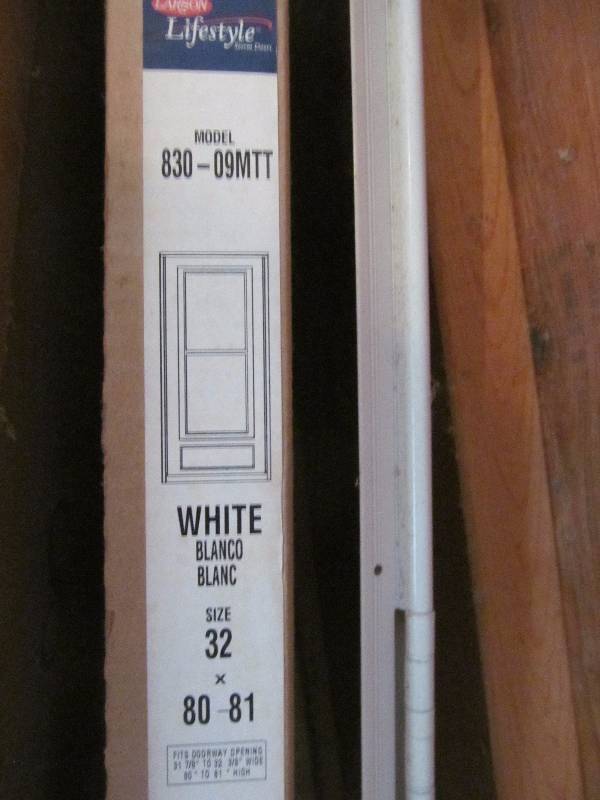 LARSON
Lifestyle
MODEL
830-09MTT
WHITE
BLANCO
BLANC
SIZE
32
x
80-81
FITS DOORWAY OPENING
31 7/8" TO 32 3/8" WIDE
80" TO 81" HIGH